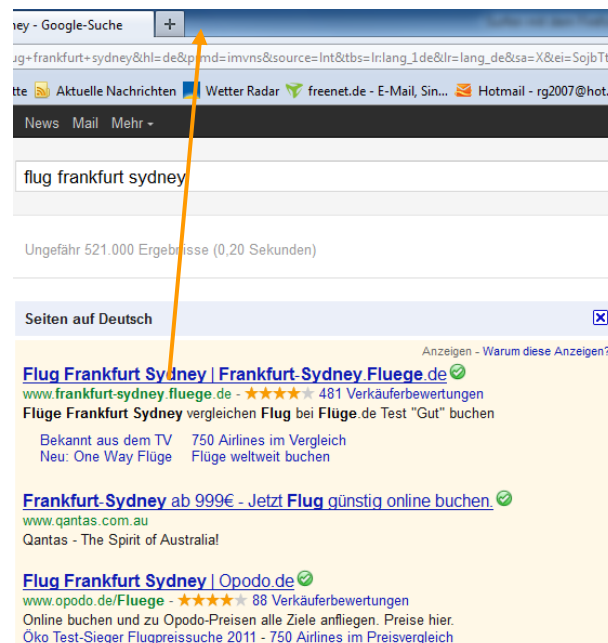 ney - Google-Suche +
ug+frankfurt+sydney&hl=de&prmd=imvns&source=lnt&tbs=lr:lang_1de&lr=lang_de&sa=X&ei=SojbTt
tte Aktuelle Nachrichten Wetter Radar freenet.de - E-Mail, Sin... Hotmail - rg2007@hot.
News Mail Mehr
flug frankfurt sydney
Ungefähr 521.000 Ergebnisse (0,20 Sekunden)
Seiten auf Deutsch
Anzeigen - Warum diese Anzeigen?
Flug Frankfurt Sydney | Frankfurt-Sydney.Fluege.de
www.frankfurt-sydney.fluege.de - ★★★★★ 481 Verkäuferbewertungen
Flüge Frankfurt Sydney vergleichen Flug bei Flüge.de Test "Gut" buchen
Bekannt aus dem TV 750 Airlines im Vergleich
Neu: One Way Flüge Flüge weltweit buchen
Frankfurt-Sydney ab 999€ - Jetzt Flug günstig online buchen.
www.qantas.com.au
Qantas - The Spirit of Australia!
Flug Frankfurt Sydney | Opodo.de
www.opodo.de/Fluege - ★★★★★ 88 Verkäuferbewertungen
Online buchen und zu Opodo-Preisen alle Ziele anfliegen. Preise hier.
Öko Test-Sieger Flugpreissuche 2011 - 750 Airlines im Preisvergleich